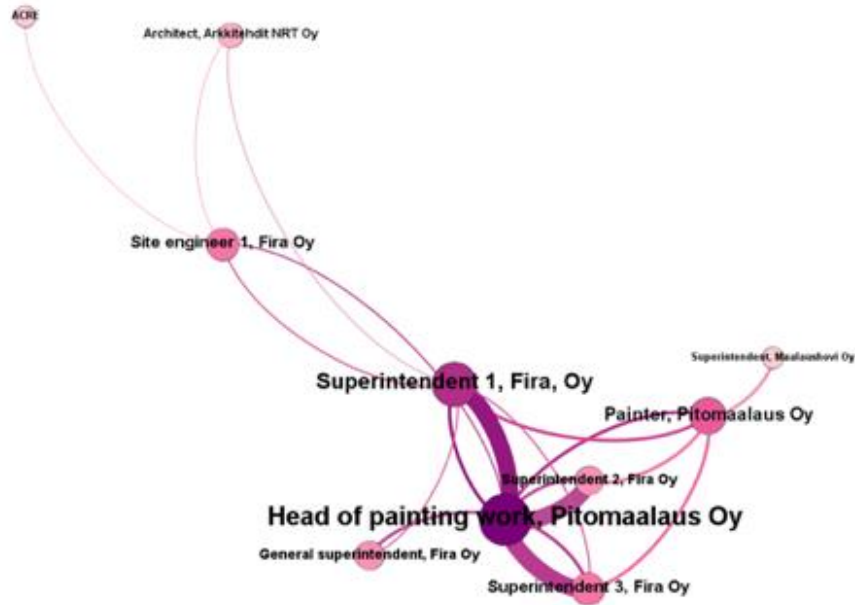 ACRE
Architect, Arkkitehdit NRT Oy
Site engineer 1, Fira Oy
Superintendent, Maalaushovi Oy
Superintendent 1, Fira, Oy
Painter, Pitomaalaus Oy
Superintendent 2, Fira Oy
Head of painting work, Pitomaalaus Oy
General superintendent, Fira Oy
Superintendent 3, Fira Oy